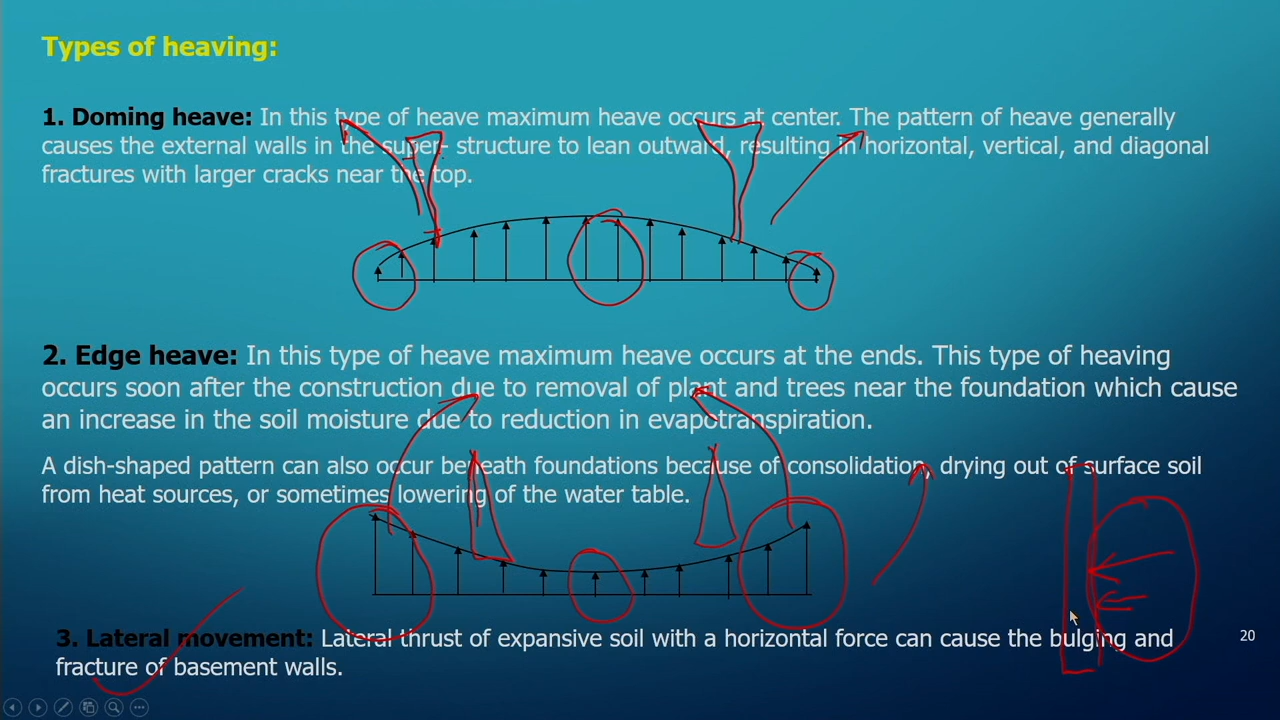 Types of heaving:
1. Doming heave: In this type of heave maximum heave occurs at center. The pattern of heave generally
causes the external walls in the super- structure to lean outward, resulting in horizontal, vertical, and diagonal
fractures with larger cracks near the top.
2. Edge heave: In this type of heave maximum heave occurs at the ends. This type of heaving
occurs soon after the construction due to removal of plant and trees near the foundation which cause
an increase in the soil moisture due to reduction in evapotranspiration.
A dish-shaped pattern can also occur beneath foundations because of consolidation, drying out of surface soil
from heat sources, or sometimes lowering of the water table.
3. Lateral movement: Lateral thrust of expansive soil with a horizontal force can cause the bulging and
fracture of basement walls.
20